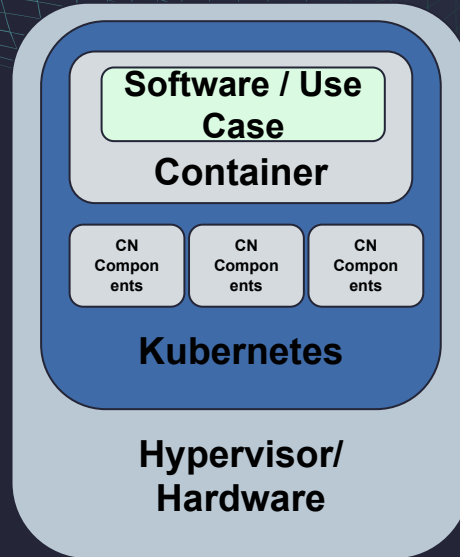 Software / Use
Case
Container
CN
Compon
ents
CN
Compon
ents
CN
Compon
ents
Kubernetes
Hypervisor/
Hardware